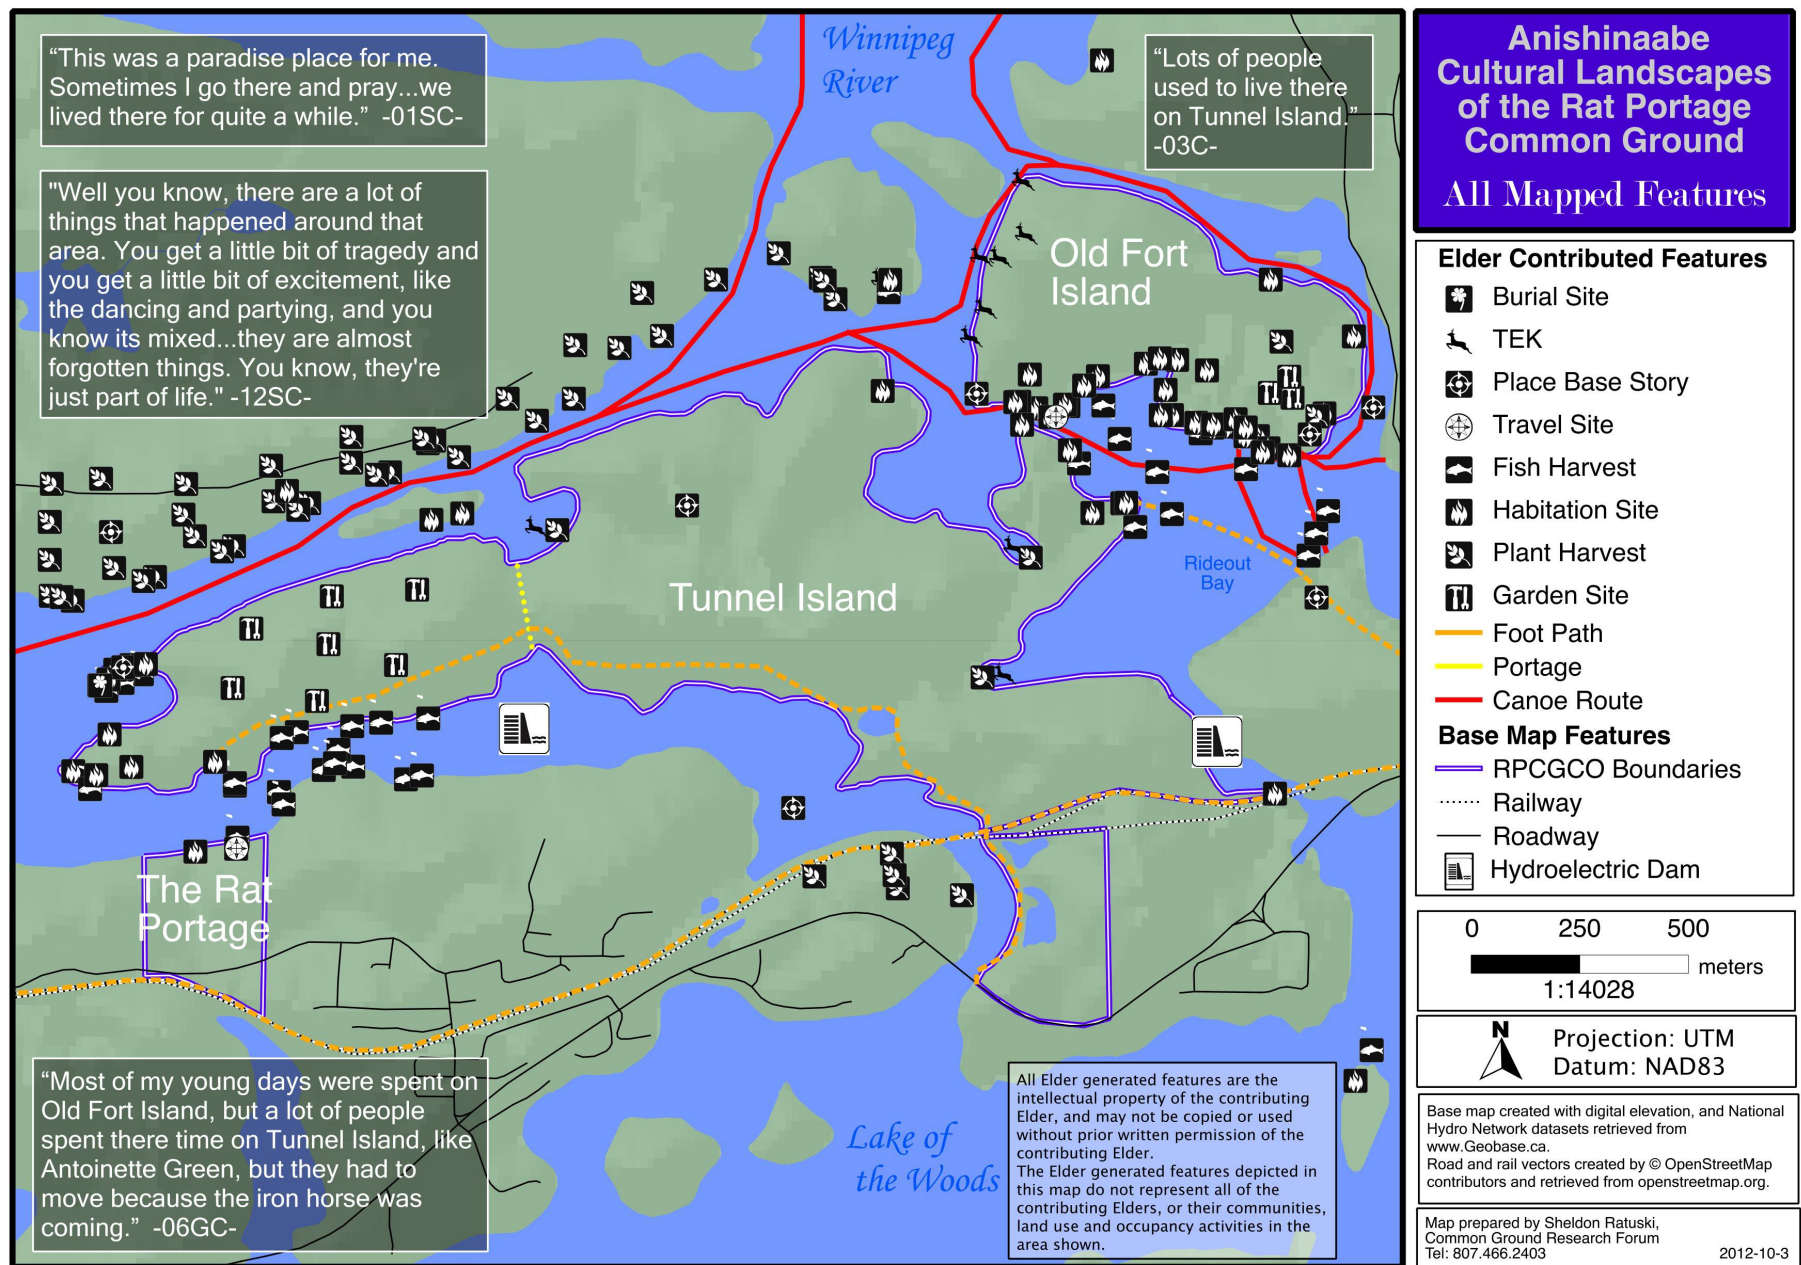 “This was a paradise place for me.
Sometimes I go there and pray...we
lived there for quite a while.” -01SC-
"Well you know, there are a lot of
things that happened around that
area. You get a little bit of tragedy and
you get a little bit of excitement, like
the dancing and partying, and you
know its mixed...they are almost
forgotten things. You know, they're
just part of life." -12SC-
Winnipeg
River
“Lots of people
used to live there
on Tunnel Island.”
-03C-
Old Fort
Island
Tunnel Island
Rideout
Bay
The Rat
Portage
“Most of my young days were spent on
Old Fort Island, but a lot of people
spent there time on Tunnel Island, like
Antoinette Green, but they had to
move because the iron horse was
coming.” -06GC-
Lake of
the Woods
All Elder generated features are the
intellectual property of the contributing
Elder, and may not be copied or used
without prior written permission of the
contributing Elder.
The Elder generated features depicted in
this map do not represent all of the
contributing Elders, or their communities,
land use and occupancy activities in the
area shown.
Anishinaabe
Cultural Landscapes
of the Rat Portage
Common Ground
All Mapped Features
Elder Contributed Features
Burial Site
TEK
Place Base Story
Travel Site
Fish Harvest
Habitation Site
Plant Harvest
Garden Site
Foot Path
Portage
Canoe Route
Base Map Features
RPCGCO Boundaries
Railway
Roadway
Hydroelectric Dam
0 250 500
meters
1:14028
N
Projection: UTM
Datum: NAD83
Base map created with digital elevation, and National
Hydro Network datasets retrieved from
www.Geobase.ca.
Road and rail vectors created by © OpenStreetMap
contributors and retrieved from openstreetmap.org.
Map prepared by Sheldon Ratuski,
Common Ground Research Forum
Tel: 807.466.2403 2012-10-3